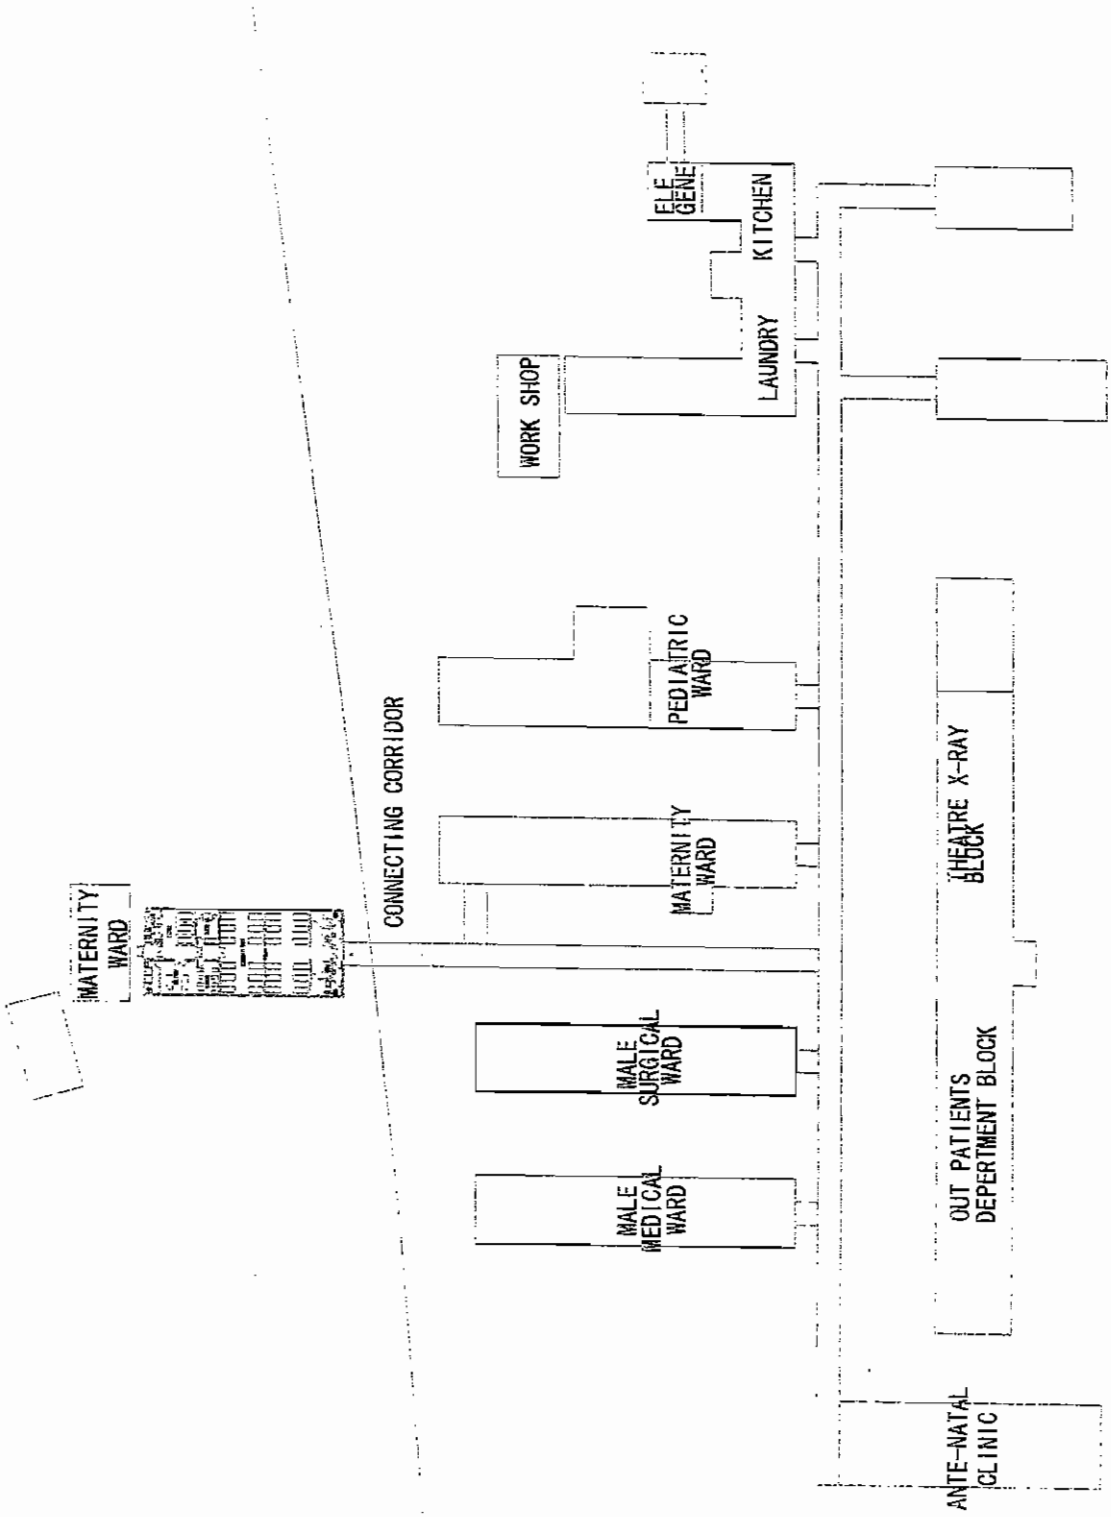 MATERNITY
WARD
CONNECTING CORRIDOR
WORK SHOP
ELE
GENE
KITCHEN
LAUNDRY
PEDIATRIC
WARD
MATERNITY
WARD
MALE
SURGICAL
WARD
MALE
MEDICAL
WARD
THEATRE X-RAY
BLOCK
OUT PATIENTS
DEPERTMENT BLOCK
ANTE-NATAL
CLINIC